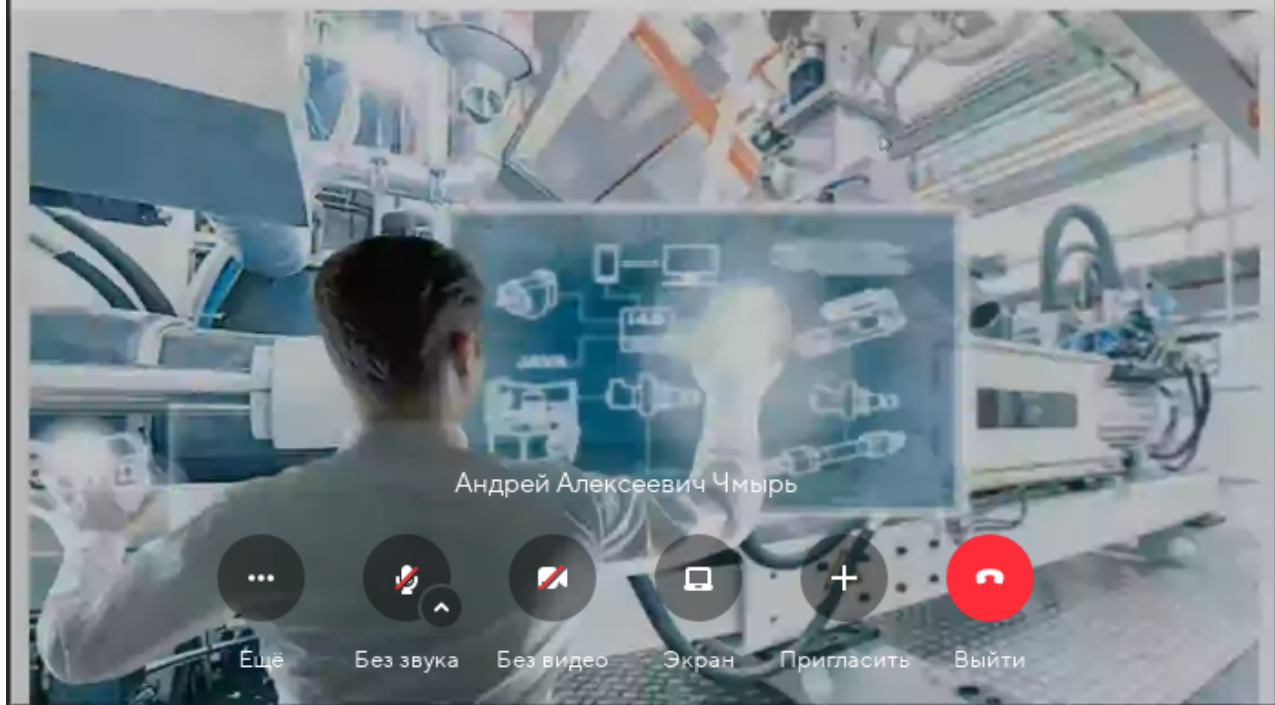 Андрей Алексеевич Чмырь
Ещё
Без звука
Без видео
Экран
Пригласить
Выйти